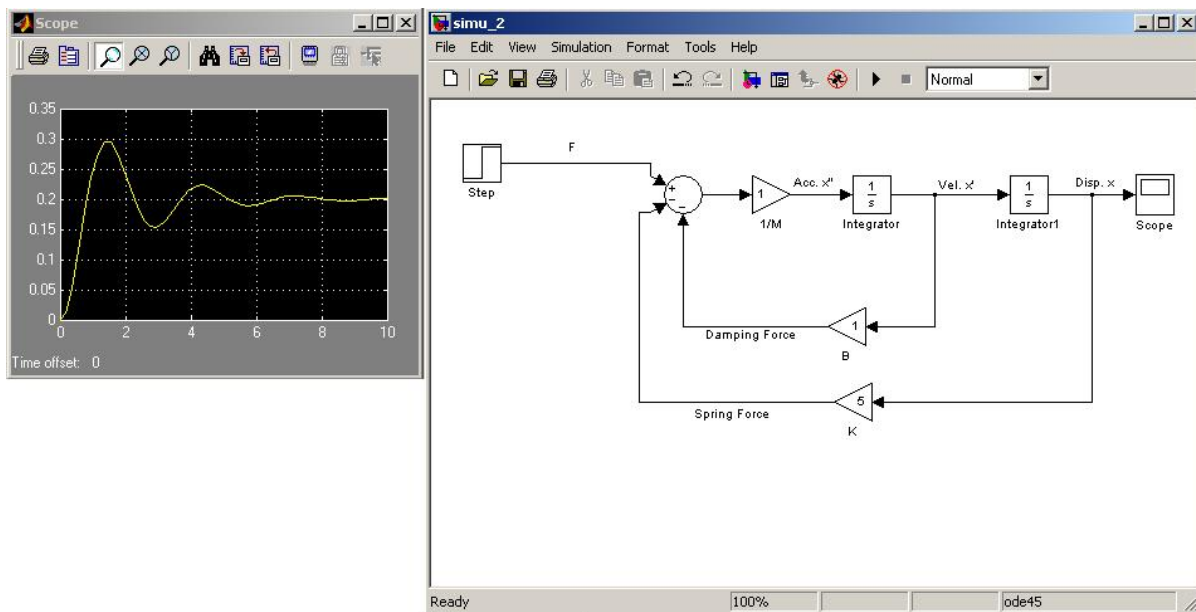 Scope
0.35
0.3
0.25
0.2
0.15
0.1
0.05
0
0 2 4 6 8 10
Time offset: 0
simu_2
File Edit View Simulation Format Tools Help
Normal
F
Step
+
−
−
1
1/M
Acc. x"
1
s
Integrator
Vel. x'
1
s
Integrator1
Disp. x
Scope
1
Damping Force
B
5
Spring Force
K
Ready 100% ode45